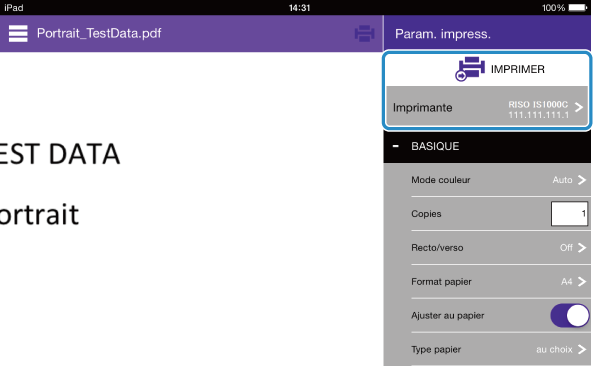 iPad 14:31 100%
Portrait_TestData.pdf
Param. impress.
EST DATA
ortrait
IMPRIMER
Imprimante RISO IS1000C
111.111.111.1
- BASIQUE
Mode couleur Auto
Copies 1
Recto/verso Off
Format papier A4
Ajuster au papier
Type papier au choix